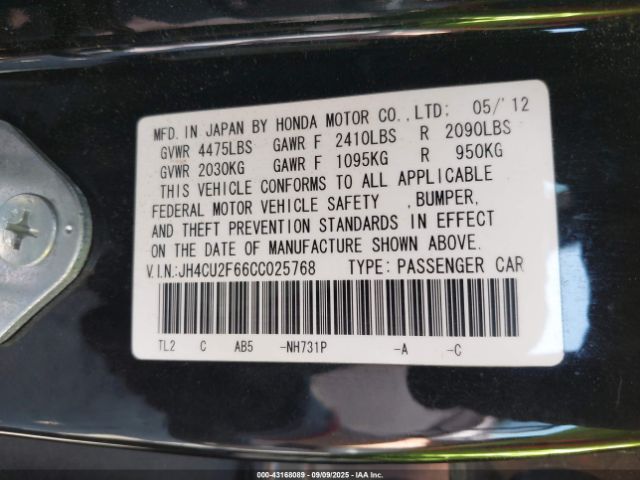 MFD. IN JAPAN BY HONDA MOTOR CO.,LTD: 05/'12
GVWR 4475LBS GAWR F 2410LBS R 2090LBS
GVWR 2030KG GAWR F 1095KG R 950KG
THIS VEHICLE CONFORMS TO ALL APPLICABLE
FEDERAL MOTOR VEHICLE SAFETY ,BUMPER,
AND THEFT PREVENTION STANDARDS IN EFFECT
ON THE DATE OF MANUFACTURE SHOWN ABOVE.
V.I.N.:JH4CU2F66CC025768 TYPE: PASSENGER CAR
TL2 C AB5 -NH731P -A -C
000-43168089 - 09/09/2025 - IAA Inc.